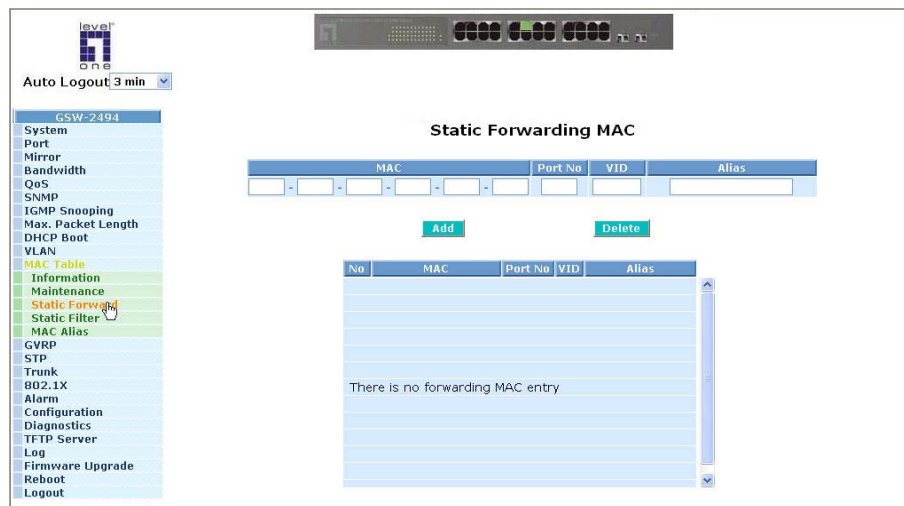 level
one
Auto Logout 3 min
GSW-2494
System
Port
Mirror
Bandwidth
QoS
SNMP
IGMP Snooping
Max. Packet Length
DHCP Boot
VLAN
MAC Table
Information
Maintenance
Static Forward
Static Filter
MAC Alias
GVRP
STP
Trunk
802.1X
Alarm
Configuration
Diagnostics
TFTP Server
Log
Firmware Upgrade
Reboot
Logout
Static Forwarding MAC
MAC Port No VID Alias
- - - - -
Add Delete
No MAC Port No VID Alias
There is no forwarding MAC entry